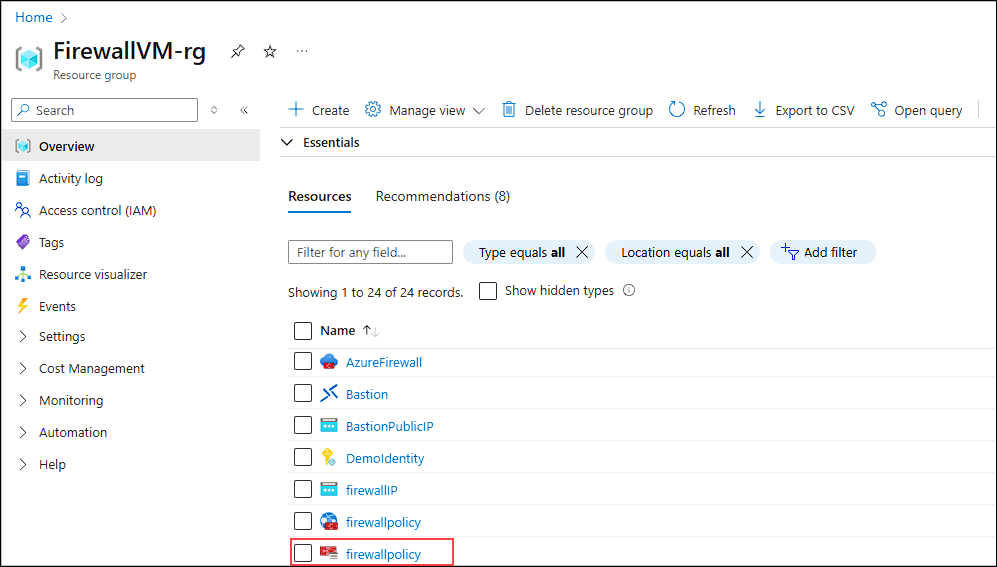 Home
FirewallVM-rg
Resource group
Search
Overview
Activity log
Access control (IAM)
Tags
Resource visualizer
Events
Settings
Cost Management
Monitoring
Automation
Help
Create Manage view Delete resource group Refresh Export to CSV Open query
Essentials
Resources Recommendations (8)
Filter for any field... Type equals all Location equals all Add filter
Showing 1 to 24 of 24 records. Show hidden types
Name
AzureFirewall
Bastion
BastionPublicIP
DemoIdentity
firewallIP
firewallpolicy
firewallpolicy